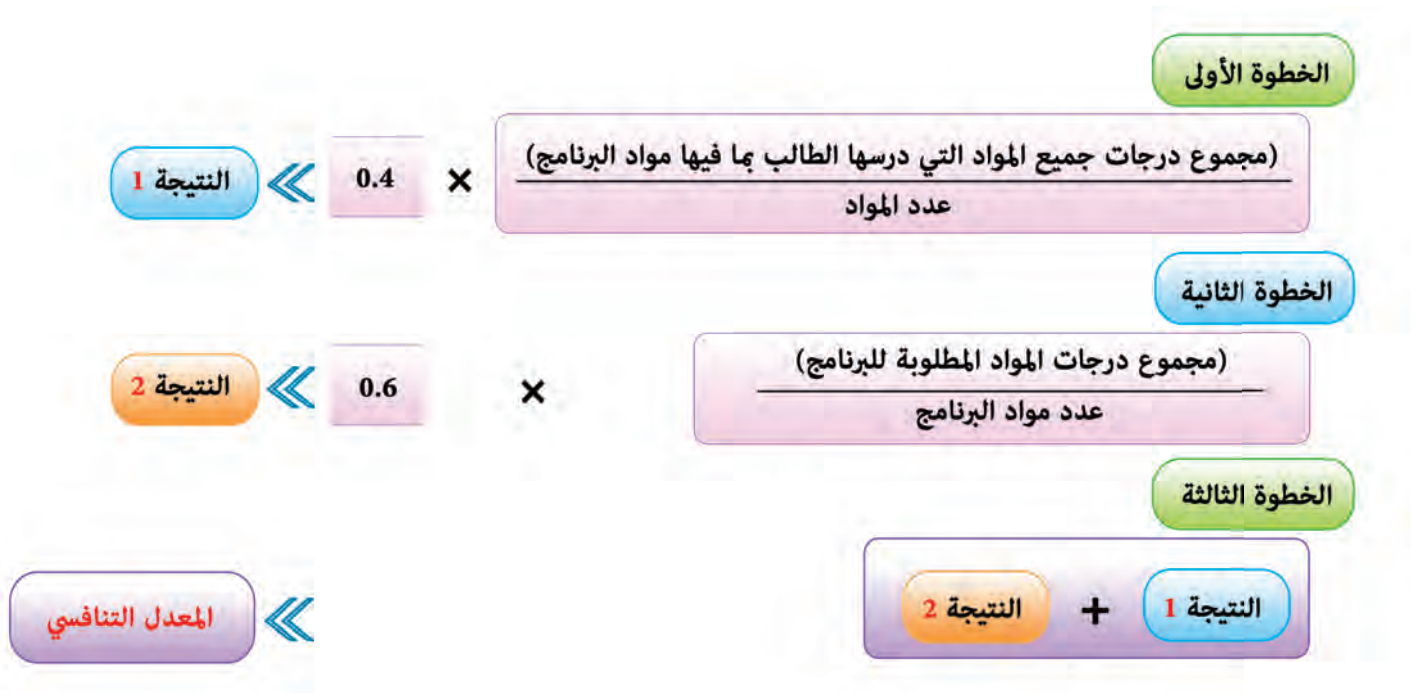 الخطوة الأولى
(مجموع درجات جميع المواد التي درسها الطالب بما فيها مواد البرنامج)
عدد المواد
×
0.4
النتيجة 1
الخطوة الثانية
(مجموع درجات المواد المطلوبة للبرنامج)
عدد مواد البرنامج
×
0.6
النتيجة 2
الخطوة الثالثة
النتيجة 1 + النتيجة 2
المعدل التنافسي